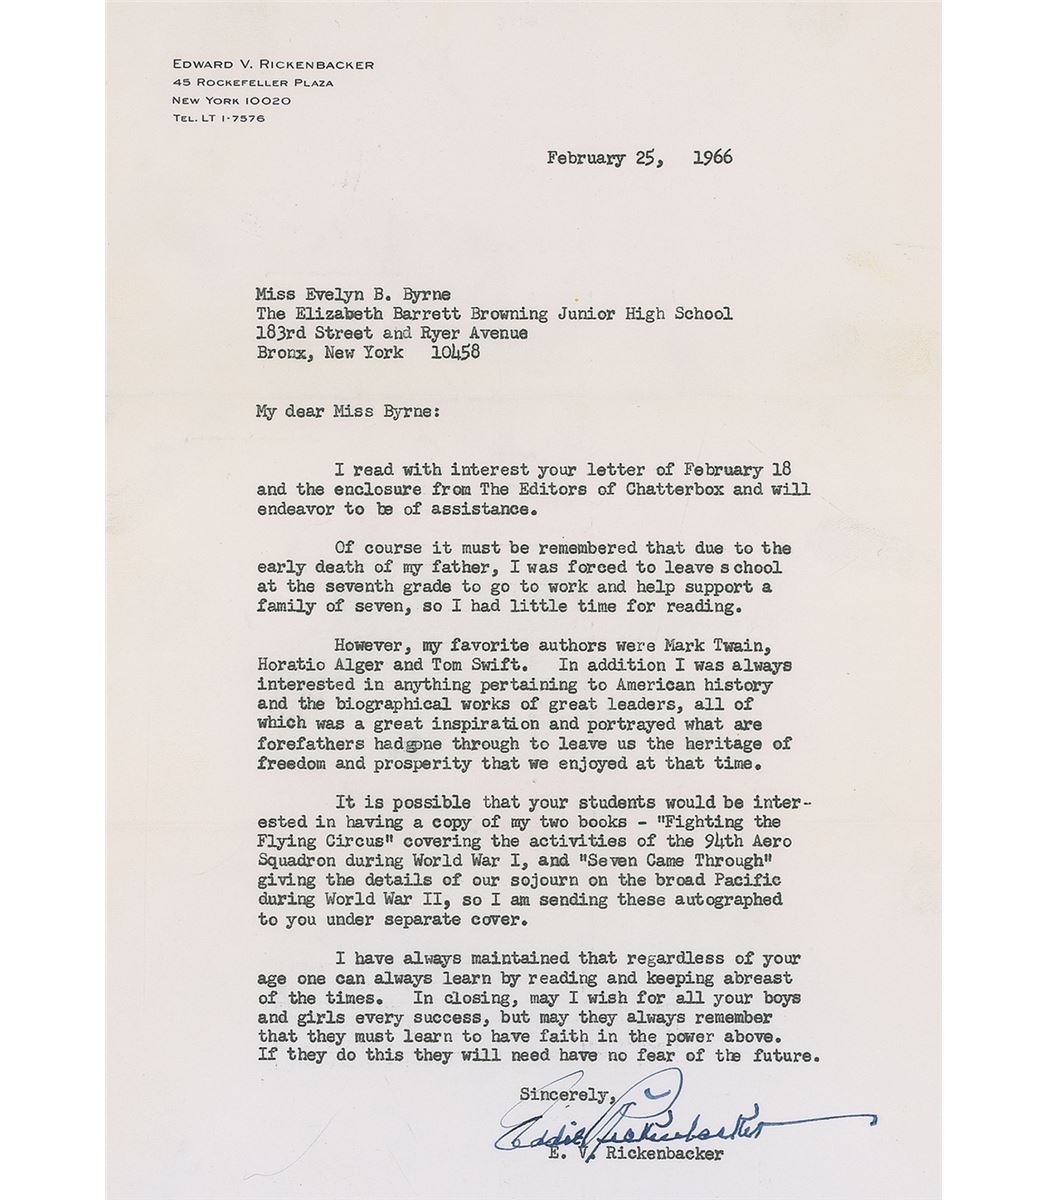 EDWARD V. RICKENBACKER
45 ROCKEFELLER PLAZA
NEW YORK 10020
TEL. LT 1-7576
February 25, 1966
Miss Evelyn B. Byrne
The Elizabeth Barrett Browning Junior High School
183rd Street and Ryer Avenue
Bronx, New York 10458
My dear Miss Byrne:
I read with interest your letter of February 18
and the enclosure from The Editors of Chatterbox and will
endeavor to be of assistance.
Of course it must be remembered that due to the
early death of my father, I was forced to leave school
at the seventh grade to go to work and help support a
family of seven, so I had little time for reading.
However, my favorite authors were Mark Twain,
Horatio Alger and Tom Swift. In addition I was always
interested in anything pertaining to American history
and the biographical works of great leaders, all of
which was a great inspiration and portrayed what are
forefathers hadgone through to leave us the heritage of
freedom and prosperity that we enjoyed at that time.
It is possible that your students would be inter-
ested in having a copy of my two books - "Fighting the
Flying Circus" covering the activities of the 94th Aero
Squadron during World War I, and "Seven Came Through"
giving the details of our sojourn on the broad Pacific
during World War II, so I am sending these autographed
to you under separate cover.
I have always maintained that regardless of your
age one can always learn by reading and keeping abreast
of the times. In closing, may I wish for all your boys
and girls every success, but may they always remember
that they must learn to have faith in the power above.
If they do this they will need have no fear of the future.
Sincerely,
Eddie Rickenbacker
E. V. Rickenbacker